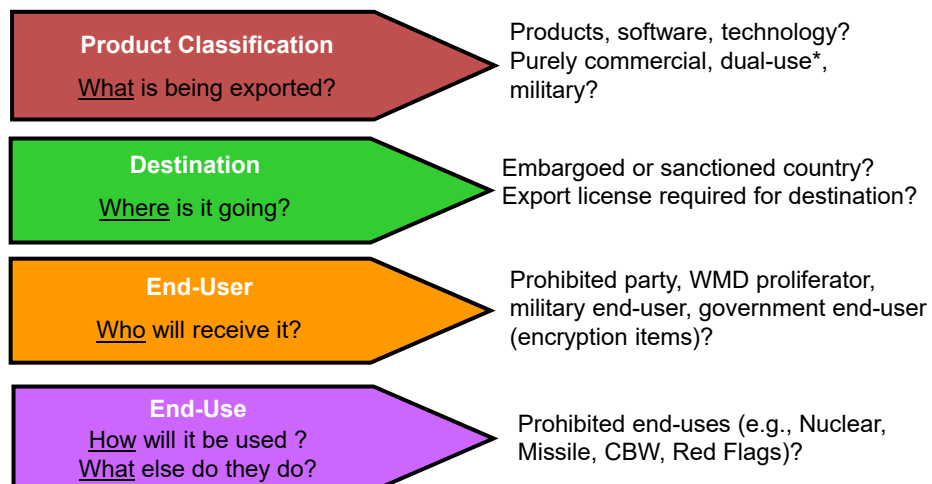 Product Classification
What is being exported?
Products, software, technology?
Purely commercial, dual-use*,
military?
Destination
Where is it going?
Embargoed or sanctioned country?
Export license required for destination?
End-User
Who will receive it?
Prohibited party, WMD proliferator,
military end-user, government end-user
(encryption items)?
End-Use
How will it be used ?
What else do they do?
Prohibited end-uses (e.g., Nuclear,
Missile, CBW, Red Flags)?